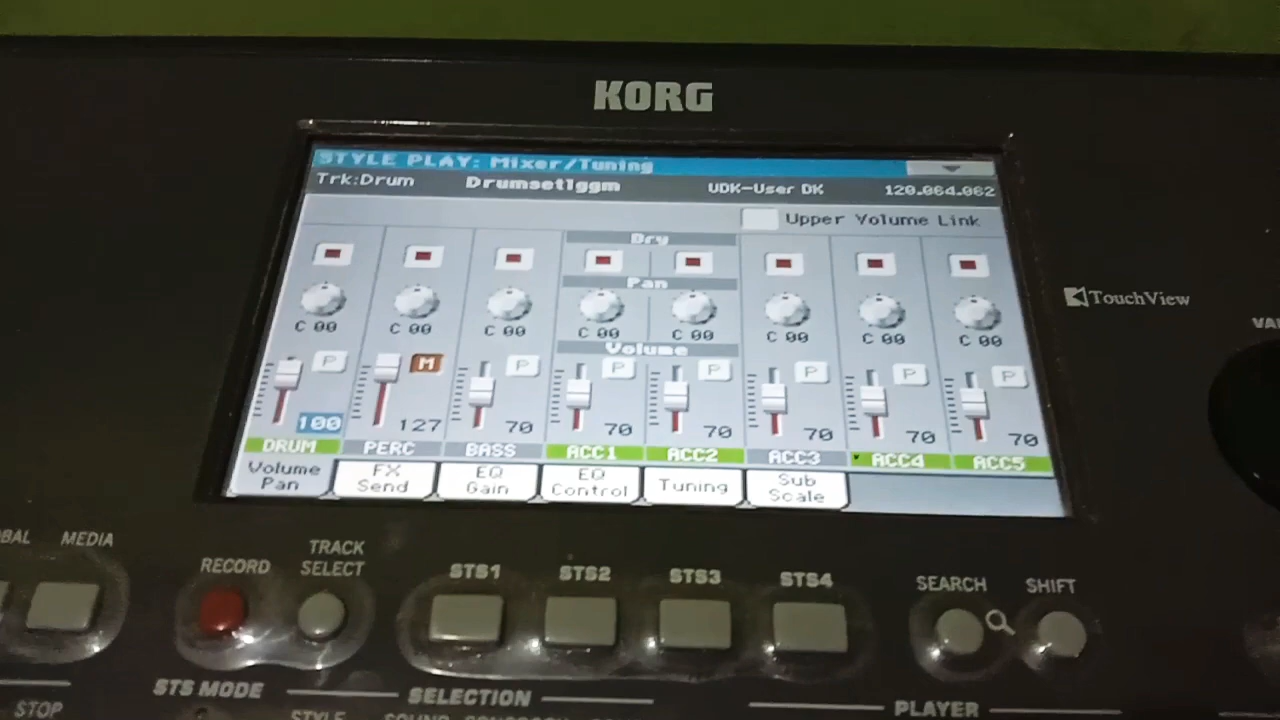 KORG
STYLE PLAY: Mixer/Tuning
Trk:Drum Drumset1ggm UDK-User DK 120.064.062
Upper Volume Link
Dry
Pan
C 00 C 00 C 00 C 00 C 00 C 00 C 00 C 00
Volume
P M P P P P P P
100 127 70 70 70 70 70 70
DRUM PERC BASS ACC1 ACC2 ACC3 ACC4 ACC5
Volume Pan FX Send EQ Gain EQ Control Tuning Sub Scale
TouchView
MEDIA
RECORD
TRACK SELECT
STS1 STS2 STS3 STS4
SEARCH SHIFT
STS MODE SELECTION PLAYER
STOP STYLE